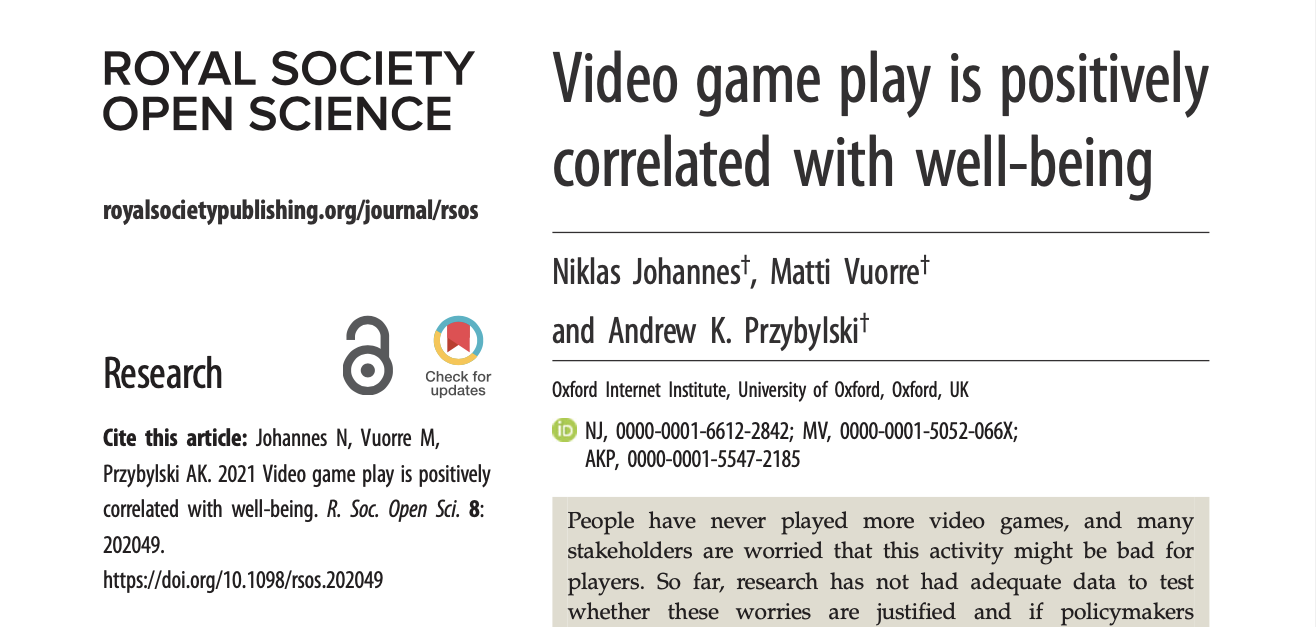 ROYAL SOCIETY
OPEN SCIENCE
royalsocietypublishing.org/journal/rsos
Research
Check for
updates
Cite this article: Johannes N, Vuorre M,
Przybylski AK. 2021 Video game play is positively
correlated with well-being. R. Soc. Open Sci. 8:
202049.
https://doi.org/10.1098/rsos.202049
Video game play is positively
correlated with well-being
Niklas Johannes†, Matti Vuorre†
and Andrew K. Przybylski†
Oxford Internet Institute, University of Oxford, Oxford, UK
iD NJ, 0000-0001-6612-2842; MV, 0000-0001-5052-066X;
AKP, 0000-0001-5547-2185
People have never played more video games, and many
stakeholders are worried that this activity might be bad for
players. So far, research has not had adequate data to test
whether these worries are justified and if policymakers